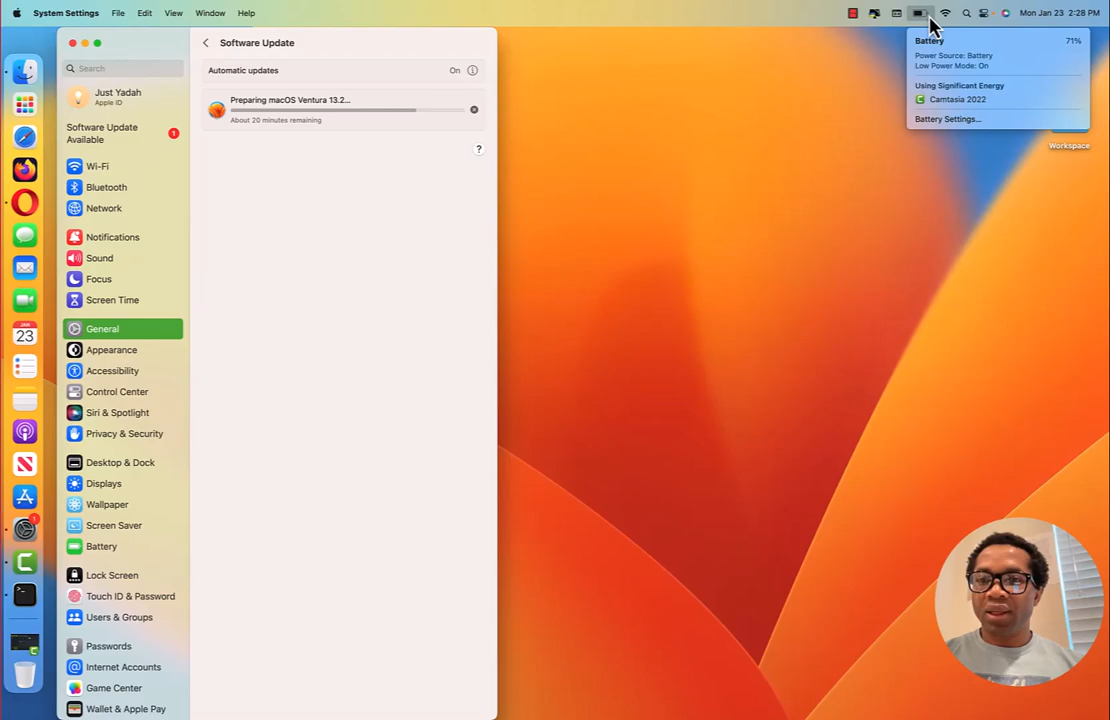 System Settings File Edit View Window Help
Mon Jan 23 2:28 PM
Search
Just Yadah
Apple ID
Software Update
Available
1
Wi-Fi
Bluetooth
Network
Notifications
Sound
Focus
Screen Time
General
Appearance
Accessibility
Control Center
Siri & Spotlight
Privacy & Security
Desktop & Dock
Displays
Wallpaper
Screen Saver
Battery
Lock Screen
Touch ID & Password
Users & Groups
Passwords
Internet Accounts
Game Center
Wallet & Apple Pay
Software Update
Automatic updates On
Preparing macOS Ventura 13.2...
About 20 minutes remaining
?
Battery 71%
Power Source: Battery
Low Power Mode: On
Using Significant Energy
Camtasia 2022
Battery Settings...
Workspace
JAN
23
1